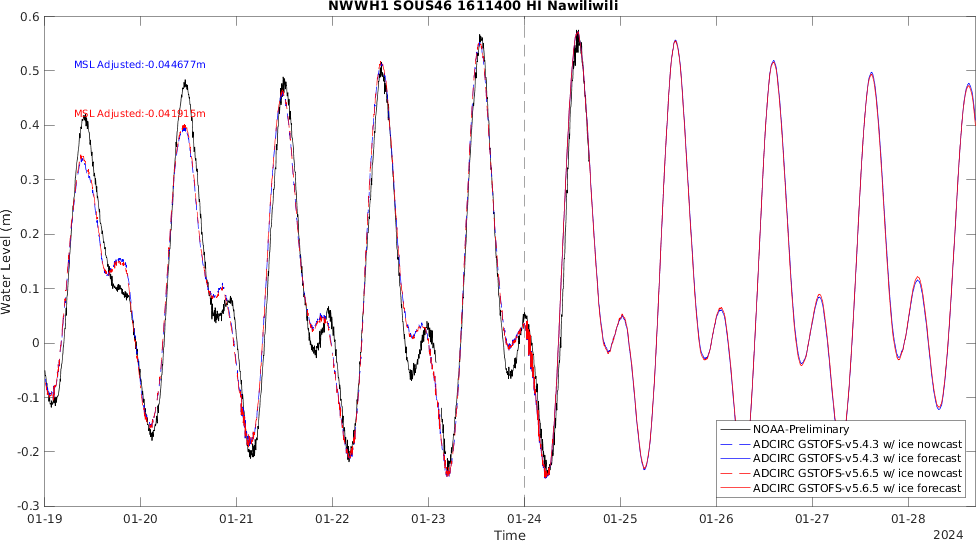 NWWH1 SOUS46 1611400 HI Nawiliwili
0.6
0.5
0.4
0.3
0.2
0.1
0
-0.1
-0.2
-0.3
Water Level (m)
MSL Adjusted:-0.044677m
MSL Adjusted:-0.041915m
NOAA-Preliminary
ADCIRC GSTOFS-v5.4.3 w/ ice nowcast
ADCIRC GSTOFS-v5.4.3 w/ ice forecast
ADCIRC GSTOFS-v5.6.5 w/ ice nowcast
ADCIRC GSTOFS-v5.6.5 w/ ice forecast
01-19 01-20 01-21 01-22 01-23 01-24 01-25 01-26 01-27 01-28
Time
2024